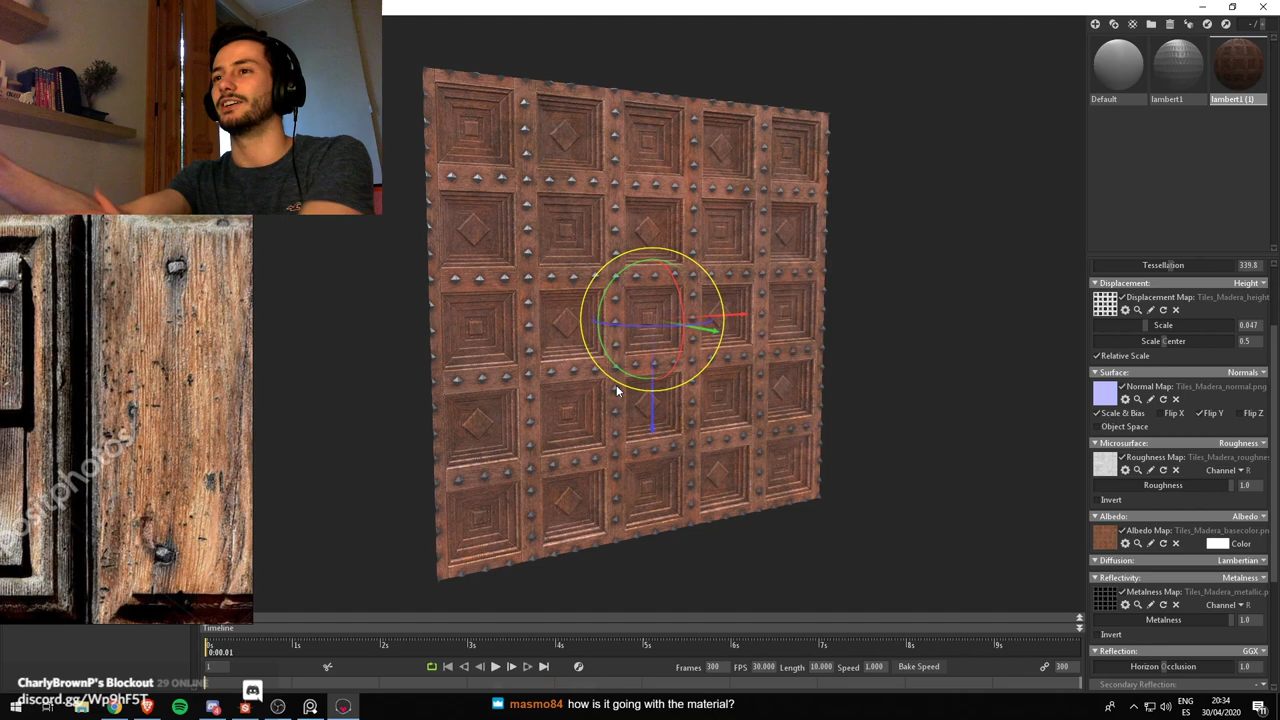 Default
lambert1
lambert1 (1)
Tessellation
339.8
Displacement:
Height
Displacement Map:
Tiles_Madera_height
Scale
0.047
Scale Center
0.5
Relative Scale
Surface:
Normals
Normal Map:
Tiles_Madera_normal.png
Scale & Bias
Flip X
Flip Y
Flip Z
Object Space
Microsurface:
Roughness
Roughness Map:
Tiles_Madera_roughnes
Channel
R
Roughness
1.0
Invert
Albedo:
Albedo
Albedo Map:
Tiles_Madera_basecolor.pn
Color
Diffusion:
Lambertian
Reflectivity:
Metalness
Metalness Map:
Tiles_Madera_metallic.p
Channel
R
Metalness
1.0
Invert
Reflection:
GGX
Horizon Occlusion
1.0
Secondary Reflection:
depositphotos
Timeline
0s
1s
2s
3s
4s
5s
6s
7s
8s
9s
0:00.01
1
Frames
300
FPS
30.000
Length
10.000
Speed
1.000
Bake Speed
300
CharlyBrownP's Blockout
29 ONLINE
discord.gg/Wp9hF5T
masmo84 how is it going with the material?
ENG
ES
20:34
30/04/2020